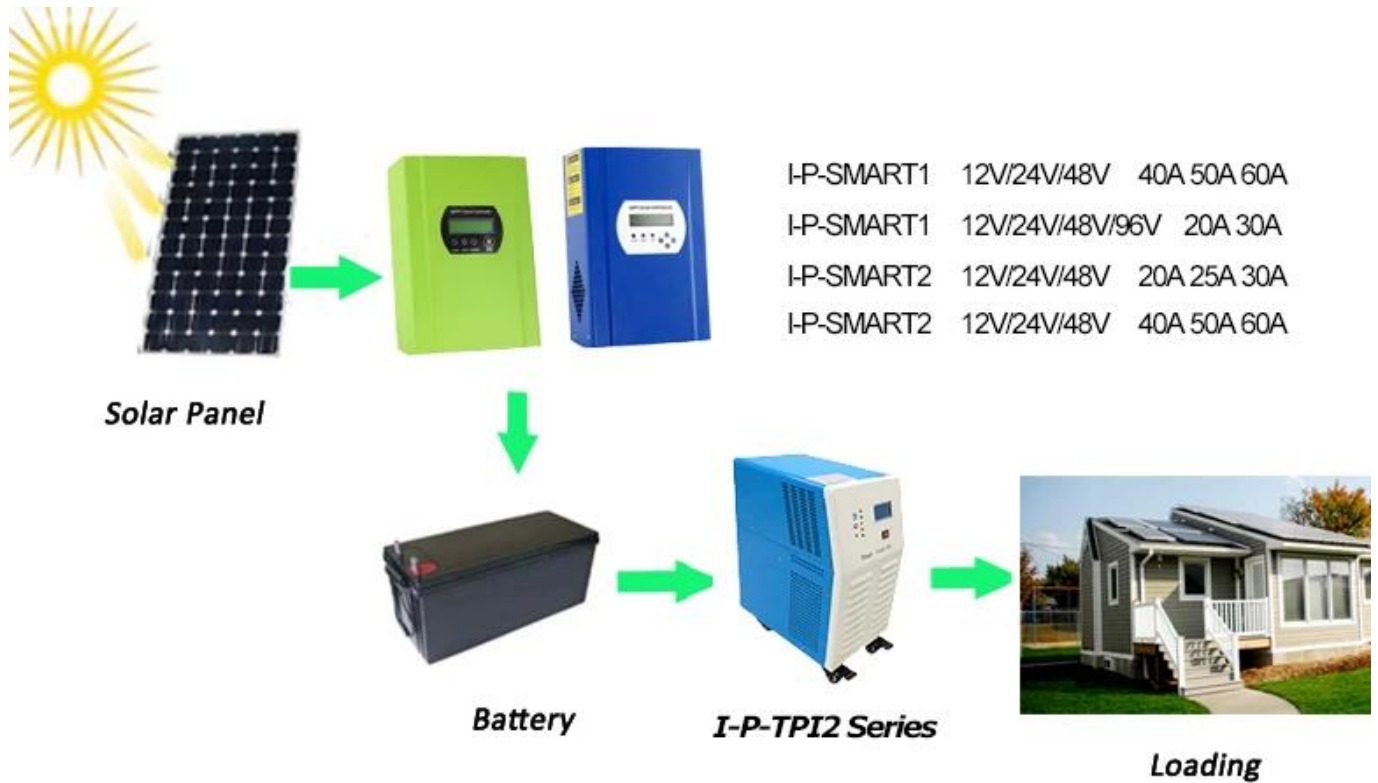 I-P-SMART1 12V/24V/48V 40A 50A 60A
I-P-SMART1 12V/24V/48V/96V 20A 30A
I-P-SMART2 12V/24V/48V 20A 25A 30A
I-P-SMART2 12V/24V/48V 40A 50A 60A
Solar Panel
Battery
I-P-TPI2 Series
Loading